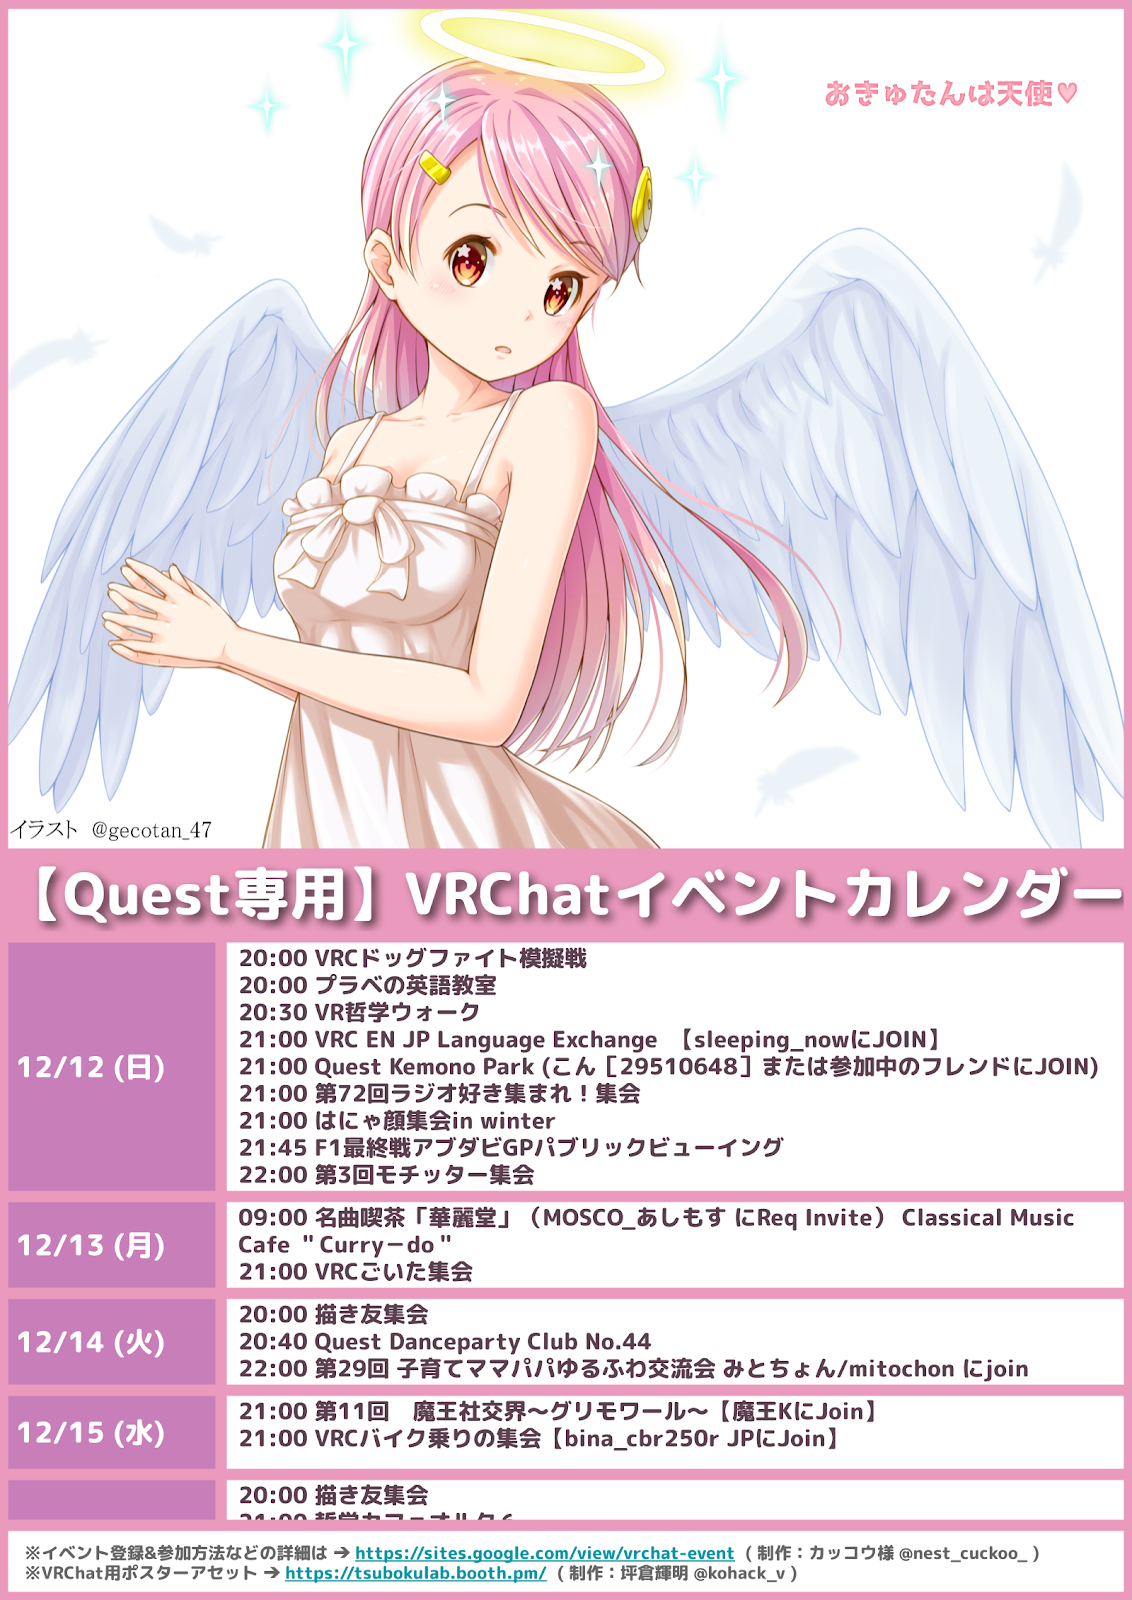 おきゅたんは天使♥
イラスト @gecotan_47
【Quest専用】VRChatイベントカレンダー
12/12 (日)
20:00 VRCドッグファイト模擬戦
20:00 プラベの英語教室
20:30 VR哲学ウォーク
21:00 VRC EN JP Language Exchange 【sleeping_nowにJOIN】
21:00 Quest Kemono Park (こん［29510648］または参加中のフレンドにJOIN)
21:00 第72回ラジオ好き集まれ！集会
21:00 はにゃ顔集会in winter
21:45 F1最終戦アブダビGPパブリックビューイング
22:00 第3回モチッター集会
12/13 (月)
09:00 名曲喫茶「華麗堂」（MOSCO_あしもす にReq Invite） Classical Music
Cafe ＂Curry－do＂
21:00 VRCごいた集会
12/14 (火)
20:00 描き友集会
20:40 Quest Danceparty Club No.44
22:00 第29回 子育てママパパゆるふわ交流会 みとちょん/mitochon にjoin
12/15 (水)
21:00 第11回　魔王社交界～グリモワール～【魔王KにJoin】
21:00 VRCバイク乗りの集会【bina_cbr250r JPにJoin】
20:00 描き友集会
※イベント登録&参加方法などの詳細は → https://sites.google.com/view/vrchat-event ( 制作：カッコウ様 @nest_cuckoo_ )
※VRChat用ポスターアセット → https://tsubokulab.booth.pm/ ( 制作：坪倉輝明 @kohack_v )